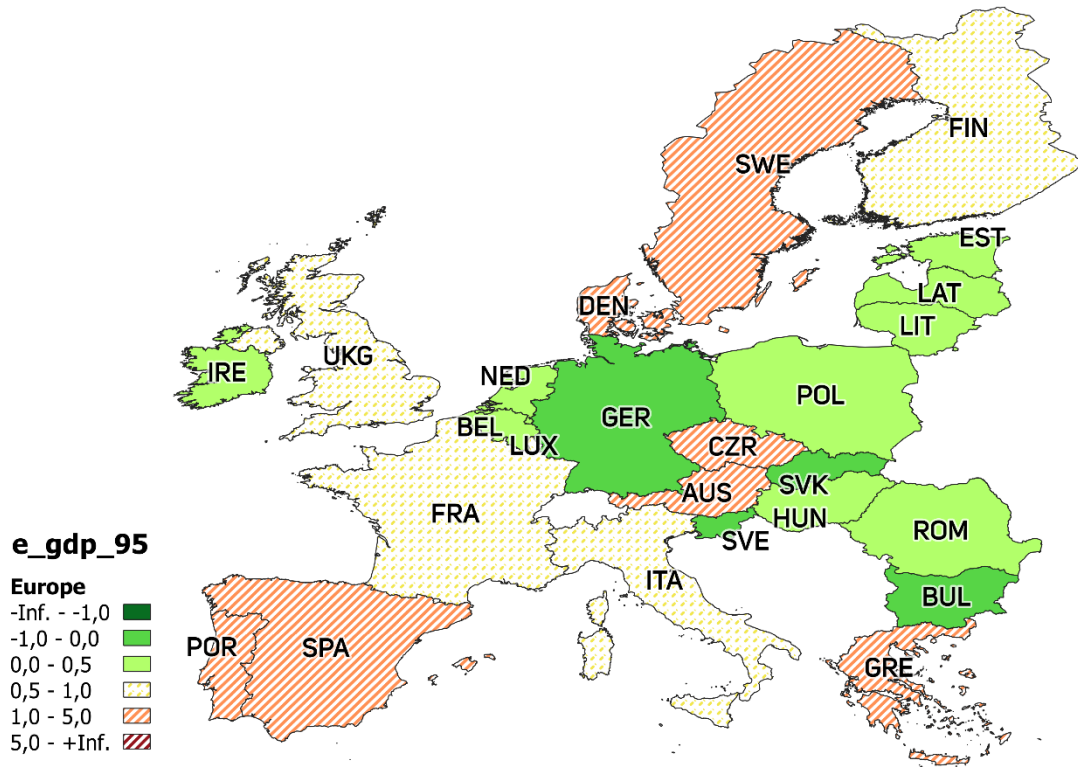 FIN
SWE
EST
DEN
LAT
LIT
UKG
IRE
NED
POL
GER
BEL
LUX
CZR
SVK
AUS
FRA
HUN
ROM
SVE
ITA
BUL
POR
SPA
GRE
e_gdp_95
Europe
-Inf. - -1,0
-1,0 - 0,0
0,0 - 0,5
0,5 - 1,0
1,0 - 5,0
5,0 - +Inf.